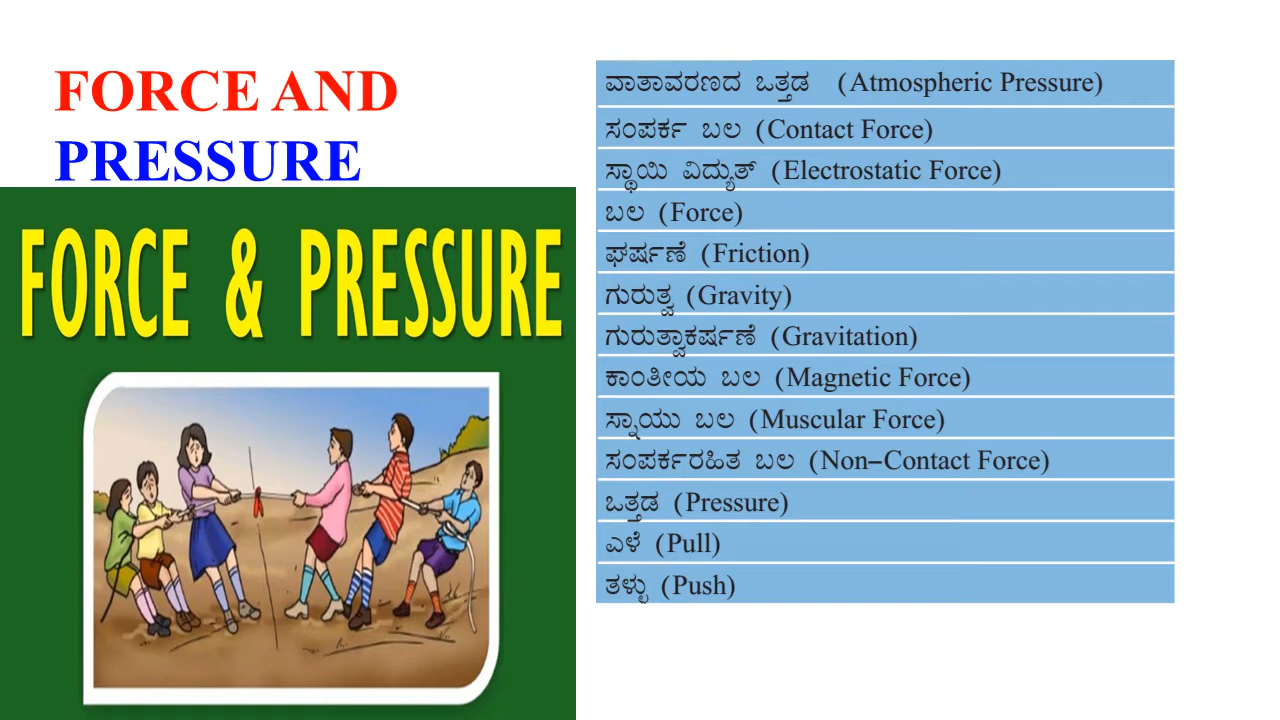 FORCE AND
PRESSURE
FORCE & PRESSURE
ವಾತಾವರಣದ ಒತ್ತಡ (Atmospheric Pressure)
ಸಂಪರ್ಕ ಬಲ (Contact Force)
ಸ್ಥಾಯಿ ವಿದ್ಯುತ್ (Electrostatic Force)
ಬಲ (Force)
ಘರ್ಷಣೆ (Friction)
ಗುರುತ್ವ (Gravity)
ಗುರುತ್ವಾಕರ್ಷಣೆ (Gravitation)
ಕಾಂತೀಯ ಬಲ (Magnetic Force)
ಸ್ನಾಯು ಬಲ (Muscular Force)
ಸಂಪರ್ಕರಹಿತ ಬಲ (Non–Contact Force)
ಒತ್ತಡ (Pressure)
ಎಳೆ (Pull)
ತಳ್ಳು (Push)